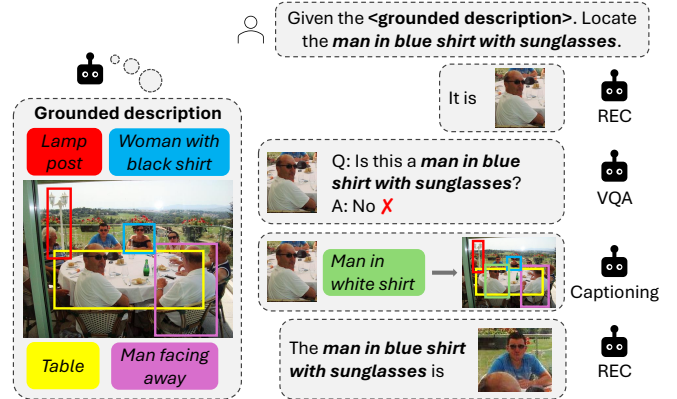 Given the <grounded description>. Locate
the man in blue shirt with sunglasses.
It is
REC
Grounded description
Lamp
post
Woman with
black shirt
Table
Man facing
away
Q: Is this a man in blue
shirt with sunglasses?
A: No ✗
VQA
Man in
white shirt
Captioning
The man in blue shirt
with sunglasses is
REC